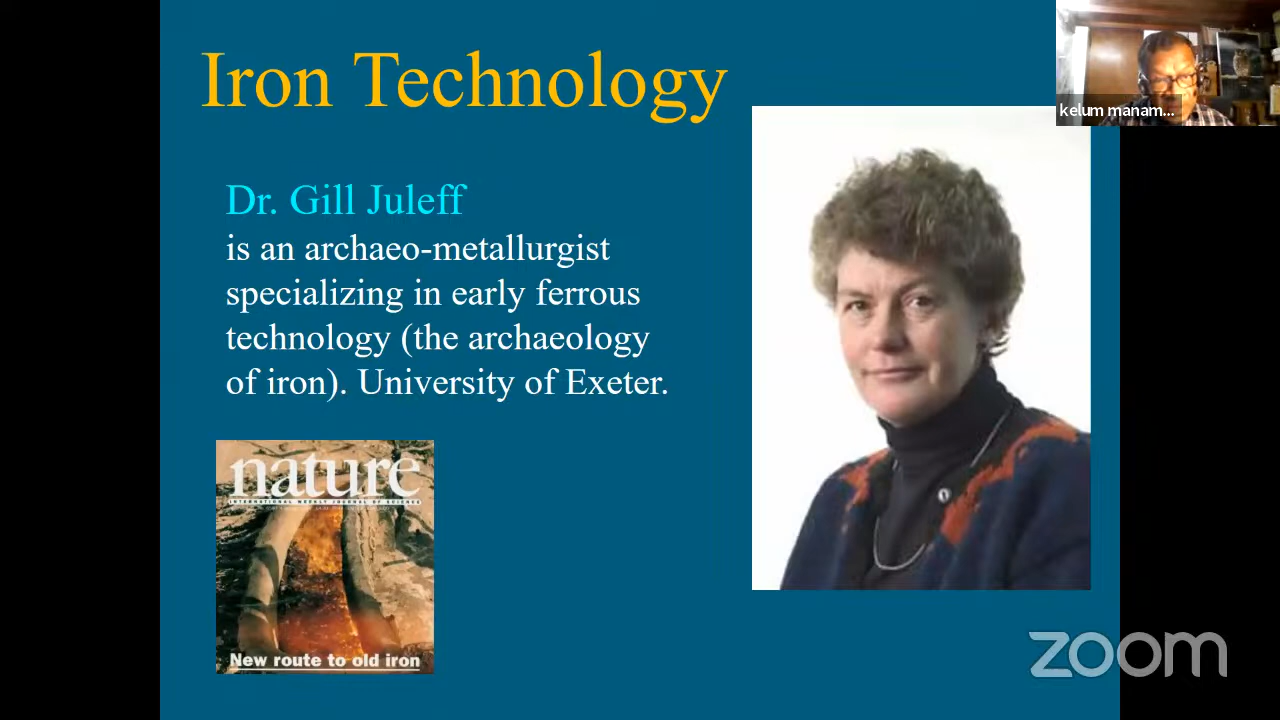 Iron Technology
kelum manam...
Dr. Gill Juleff
is an archaeo-metallurgist
specializing in early ferrous
technology (the archaeology
of iron). University of Exeter.
nature
INTERNATIONAL WEEKLY JOURNAL OF SCIENCE
New route to old iron
zoom